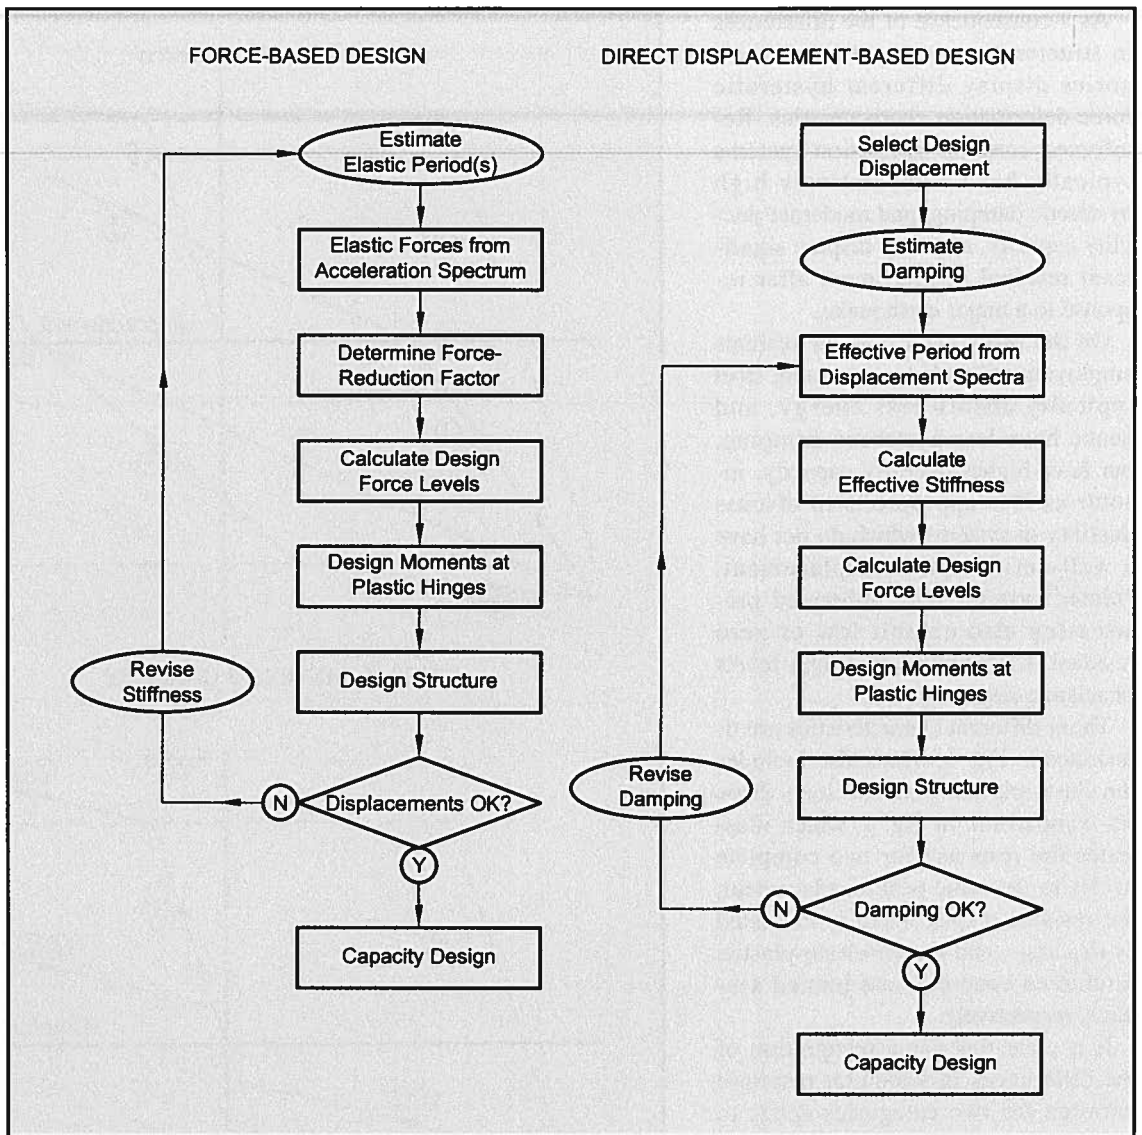 FORCE-BASED DESIGN
Estimate
Elastic Period(s)
Elastic Forces from
Acceleration Spectrum
Determine Force-
Reduction Factor
Calculate Design
Force Levels
Design Moments at
Plastic Hinges
Revise
Stiffness
Design Structure
N
Displacements OK?
Y
Capacity Design
DIRECT DISPLACEMENT-BASED DESIGN
Select Design
Displacement
Estimate
Damping
Effective Period from
Displacement Spectra
Calculate
Effective Stiffness
Calculate Design
Force Levels
Design Moments at
Plastic Hinges
Revise
Damping
Design Structure
N
Damping OK?
Y
Capacity Design